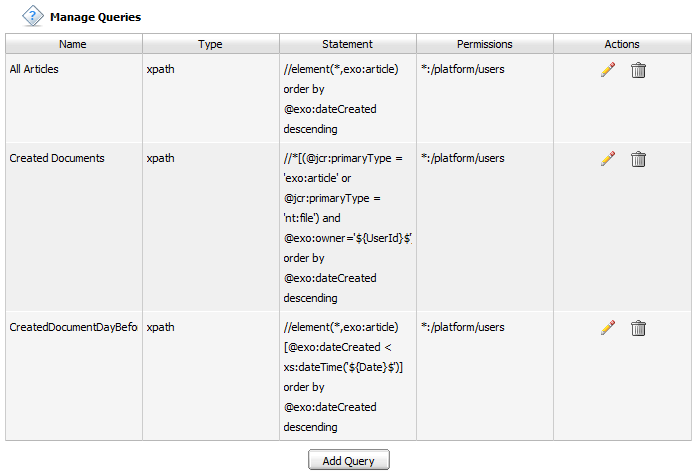 Manage Queries
Name Type Statement Permissions Actions
All Articles xpath //element(*,exo:article) *:/platform/users
order by
@exo:dateCreated
descending
Created Documents xpath //*[(@jcr:primaryType = *:/platform/users
'exo:article' or
@jcr:primaryType =
'nt:file') and
@exo:owner='${UserId}$'
order by
@exo:dateCreated
descending
CreatedDocumentDayBefo xpath //element(*,exo:article) *:/platform/users
[@exo:dateCreated <
xs:dateTime('${Date}$')]
order by
@exo:dateCreated
descending
Add Query